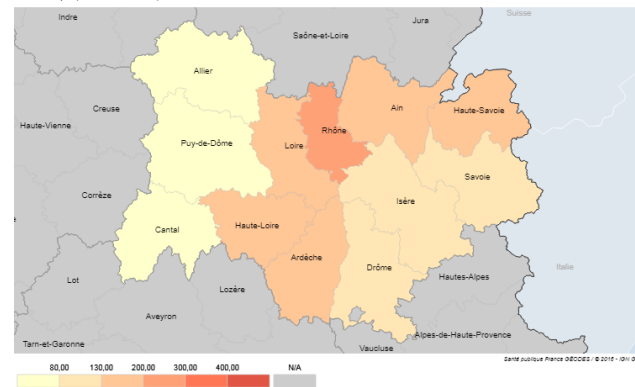 Indre
Jura
Suisse
Saône-et-Loire
Allier
Creuse
Ain
Haute-Savoie
Haute-Vienne
Rhône
Puy-de-Dôme
Loire
Savoie
Corrèze
Isère
Cantal
Haute-Loire
Ardèche
Drôme
Italie
Hautes-Alpes
Lot
Lozère
Aveyron
Tarn-et-Garonne
Alpes-de-Haute-Provence
Vaucluse
Santé publique France GÉODES / © 2016 - IGN G
80,00 130,00 200,00 300,00 400,00 N/A